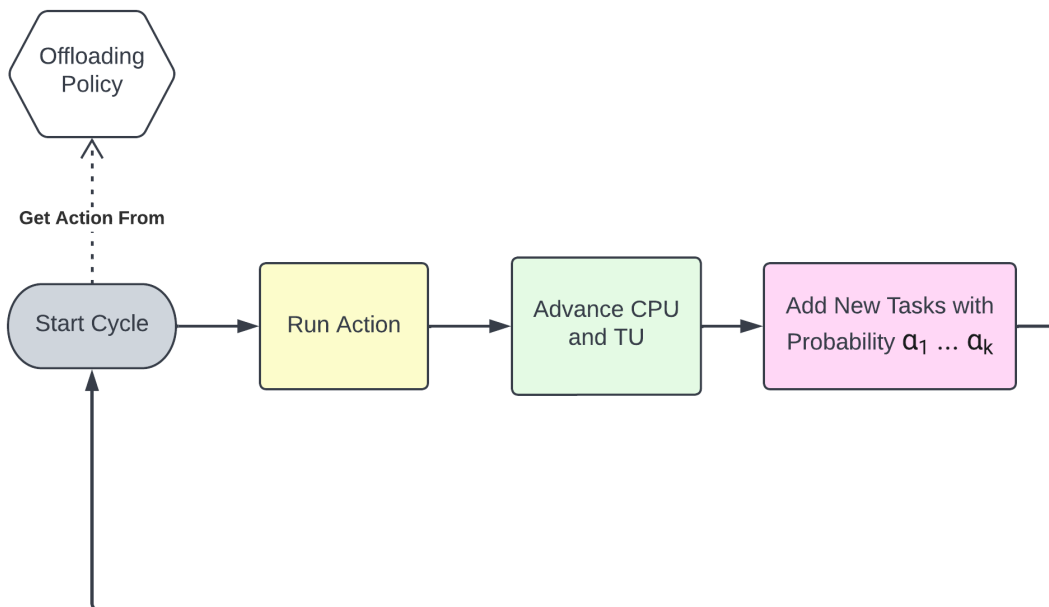 Offloading
Policy
Get Action From
Start Cycle
Run Action
Advance CPU
and TU
Add New Tasks with
Probability α₁ ... αₖ